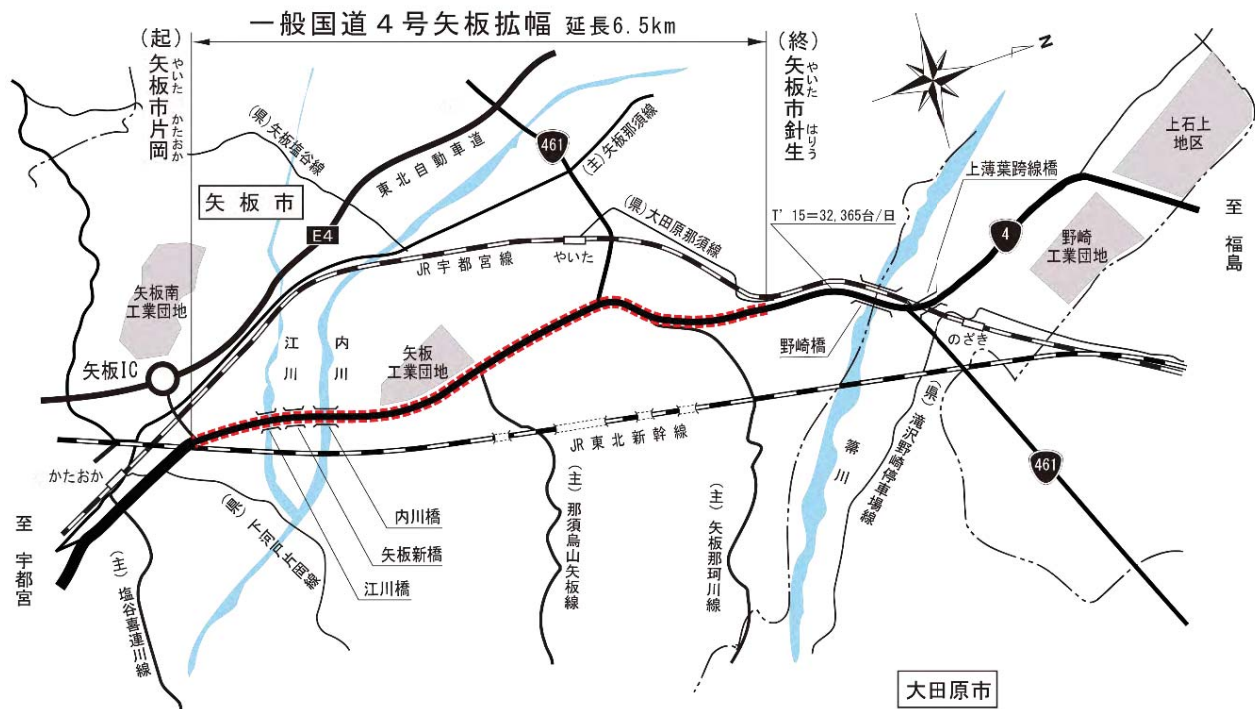 一般国道４号矢板拡幅 延長6.5km
(起)
矢板市片岡
やいた
かたおか
(終)
矢板市針生
やいた
はりう
N
上石上
地区
(県)矢板塩谷線
東北自動車道
461
(主)矢板那須線
上薄葉跨線橋
矢板市
T'15=32,365台/日
4
至 福島
E4
(県)大田原那須線
野崎
工業団地
JR宇都宮線
やいた
矢板南
工業団地
江川
内川
矢板
工業団地
野崎橋
のざき
矢板IC
JR東北新幹線
箒川
(県)滝沢野崎停車場線
461
かたおか
至 宇都宮
(主)塩谷喜連川線
(県)下河戸片岡線
内川橋
矢板新橋
江川橋
(主)那須烏山矢板線
(主)矢板那珂川線
大田原市